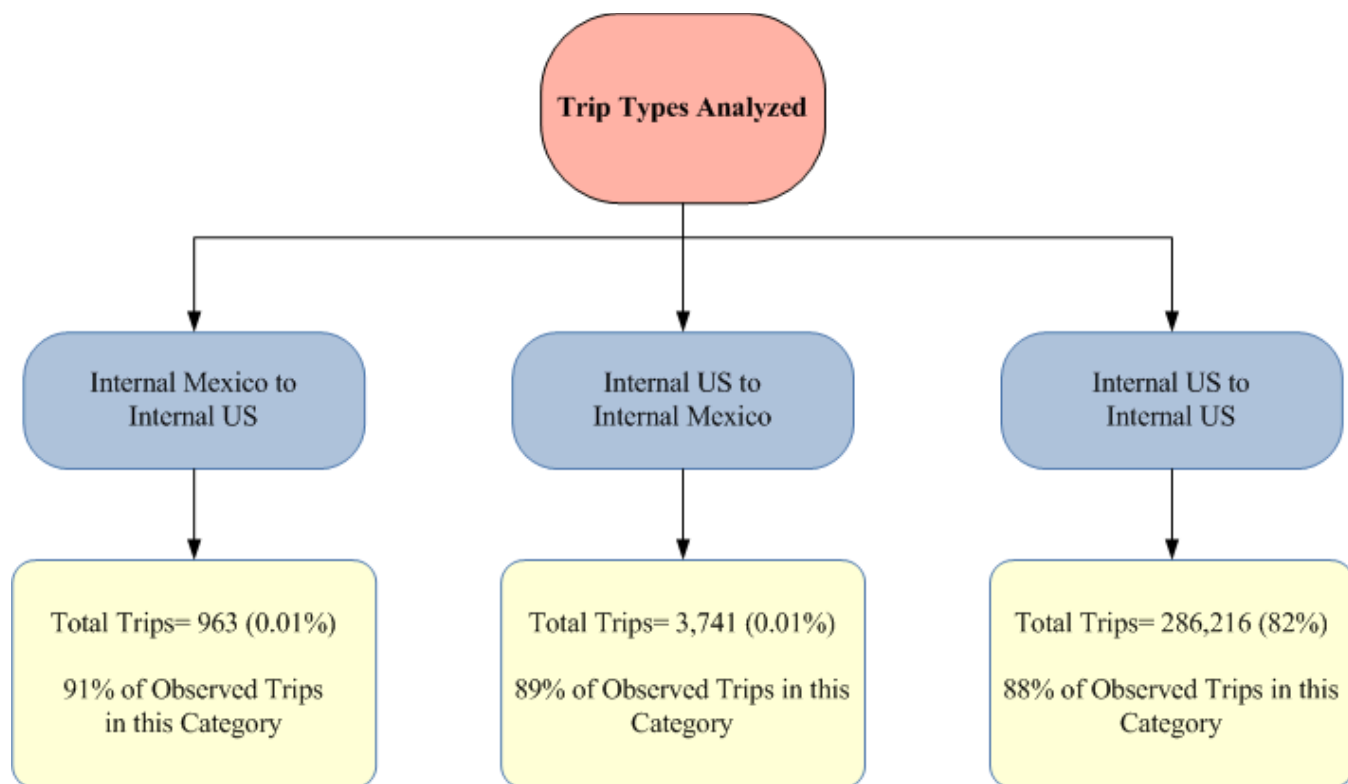 Trip Types Analyzed
Internal Mexico to
Internal US
Internal US to
Internal Mexico
Internal US to
Internal US
Total Trips= 963 (0.01%)
91% of Observed Trips
in this Category
Total Trips= 3,741 (0.01%)
89% of Observed Trips in this
Category
Total Trips= 286,216 (82%)
88% of Observed Trips in this
Category